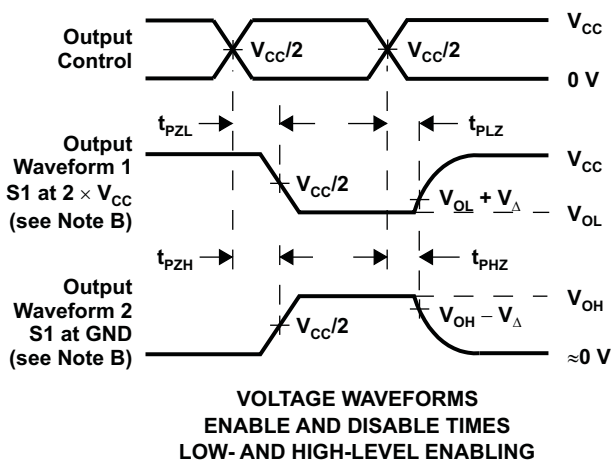 Output
Control
V_CC/2
V_CC/2
V_CC
0 V
t_PZL
t_PLZ
Output
Waveform 1
S1 at 2 × V_CC
(see Note B)
V_CC/2
V_OL + V_Δ
V_CC
V_OL
t_PZH
t_PHZ
Output
Waveform 2
S1 at GND
(see Note B)
V_CC/2
V_OH − V_Δ
V_OH
≈0 V
VOLTAGE WAVEFORMS
ENABLE AND DISABLE TIMES
LOW- AND HIGH-LEVEL ENABLING